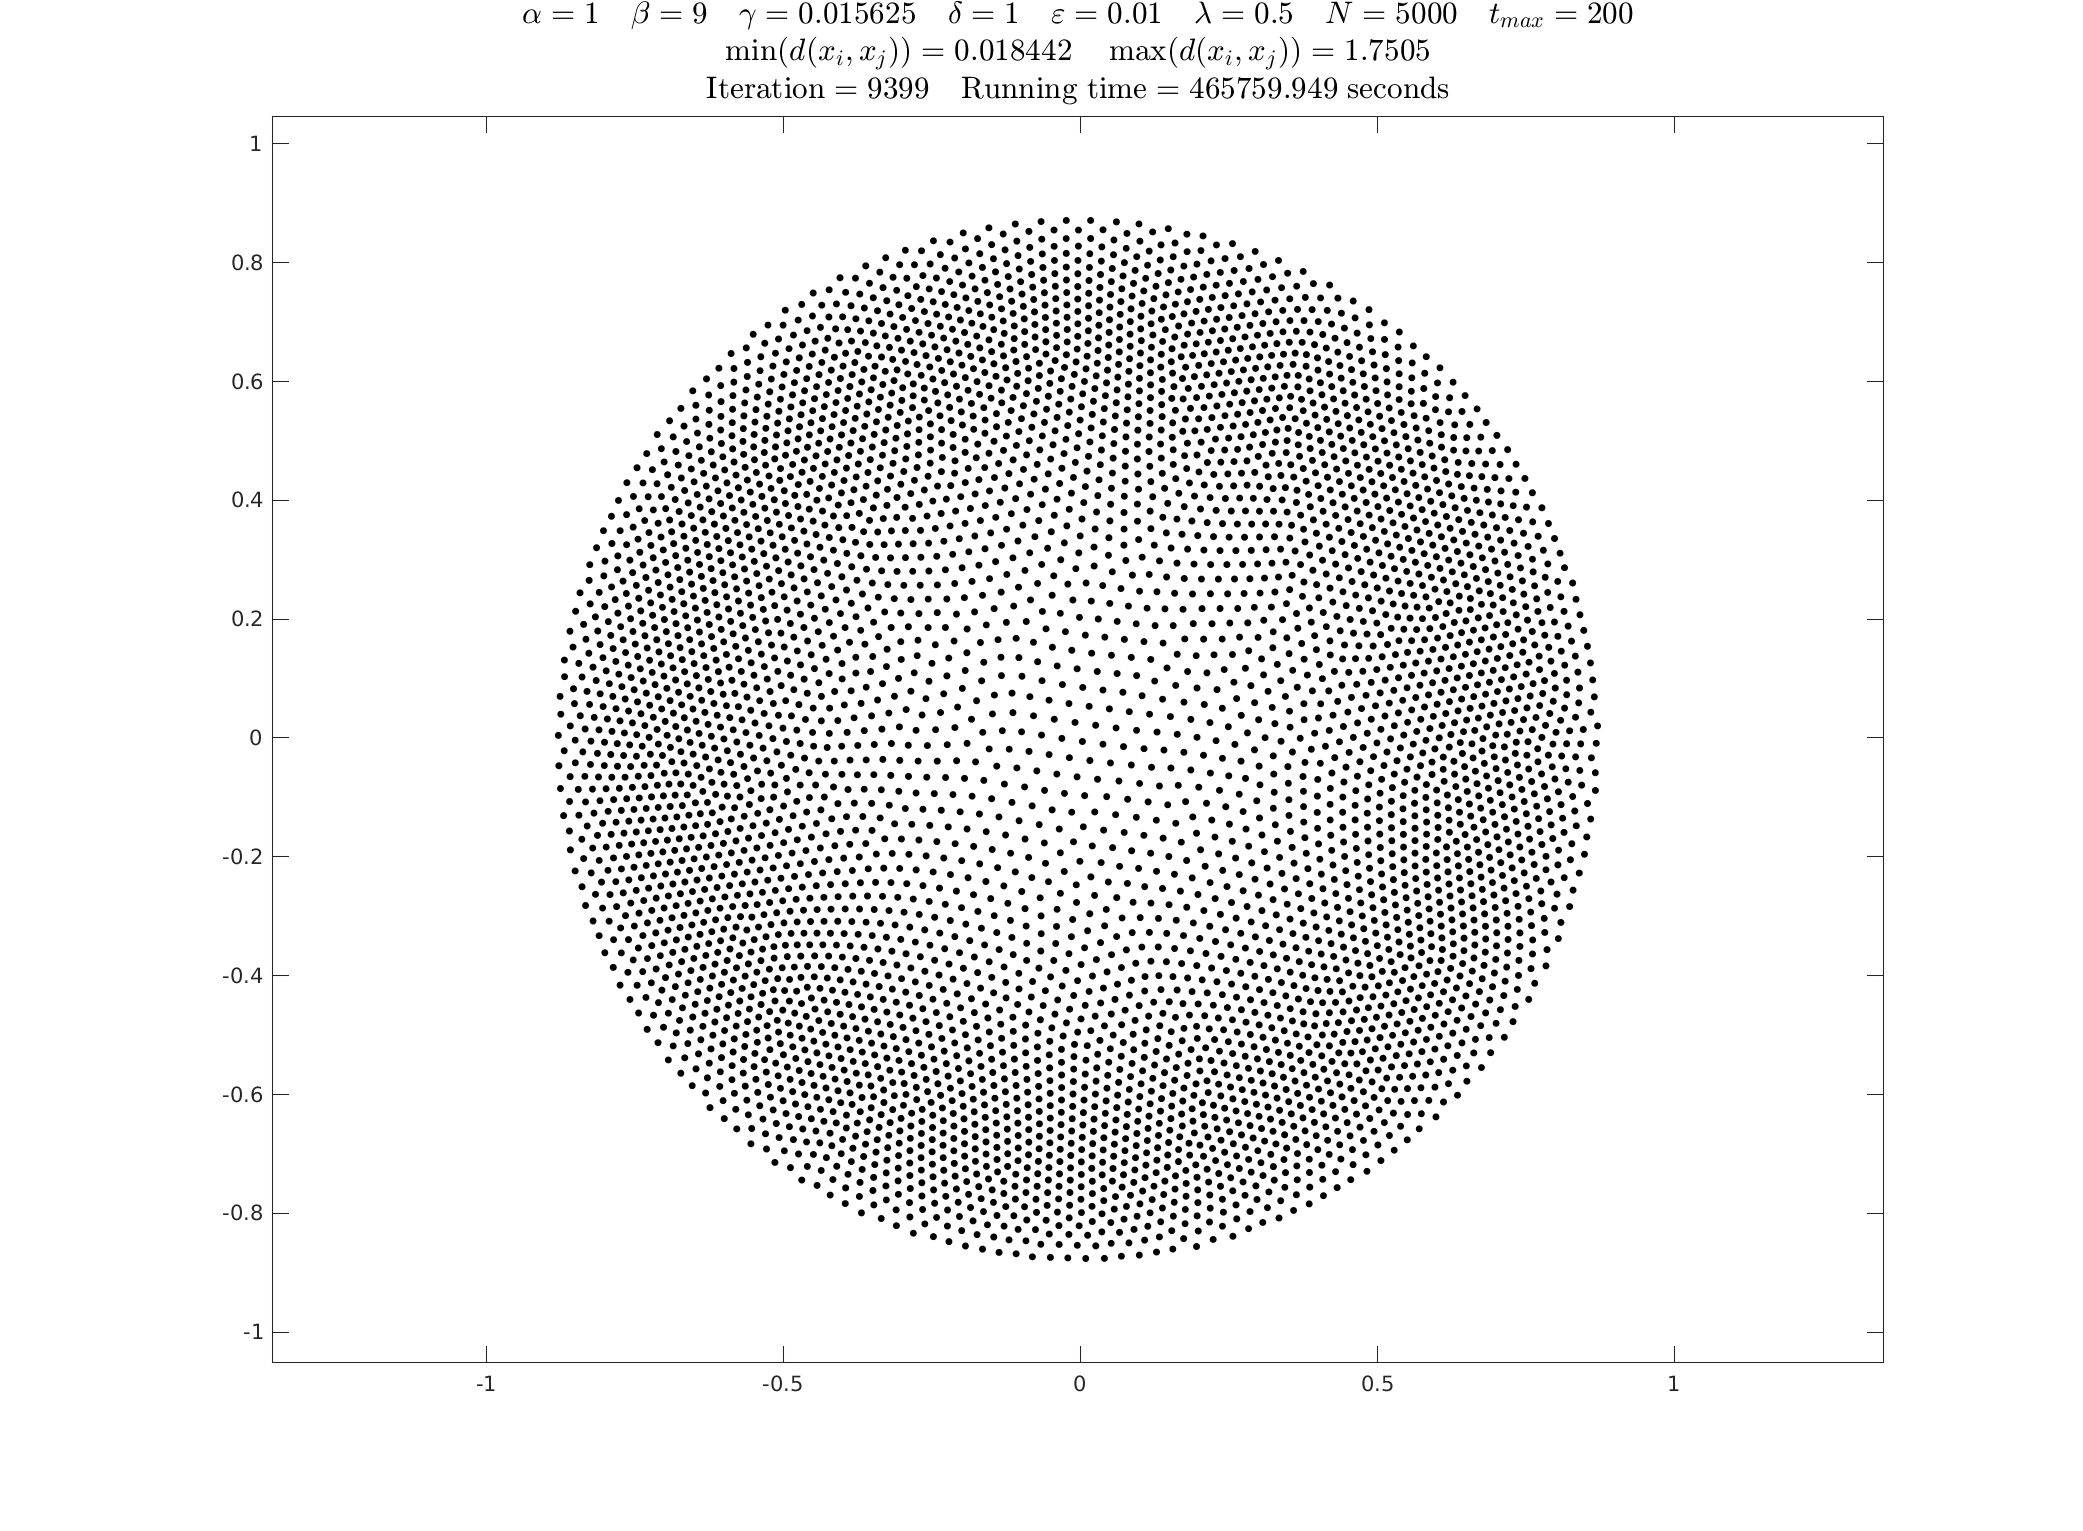 α = 1 β = 9 γ = 0.015625 δ = 1 ε = 0.01 λ = 0.5 N = 5000 t_{max} = 200
min(d(x_i, x_j)) = 0.018442 max(d(x_i, x_j)) = 1.7505
Iteration = 9399 Running time = 465759.949 seconds
1
0.8
0.6
0.4
0.2
0
-0.2
-0.4
-0.6
-0.8
-1
-1 -0.5 0 0.5 1